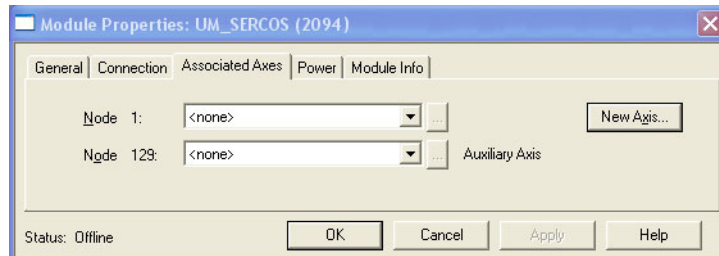 Module Properties: UM_SERCOS (2094)
General Connection Associated Axes Power Module Info
Node 1: <none> ... New Axis...
Node 129: <none> ... Auxiliary Axis
Status: Offline OK Cancel Apply Help